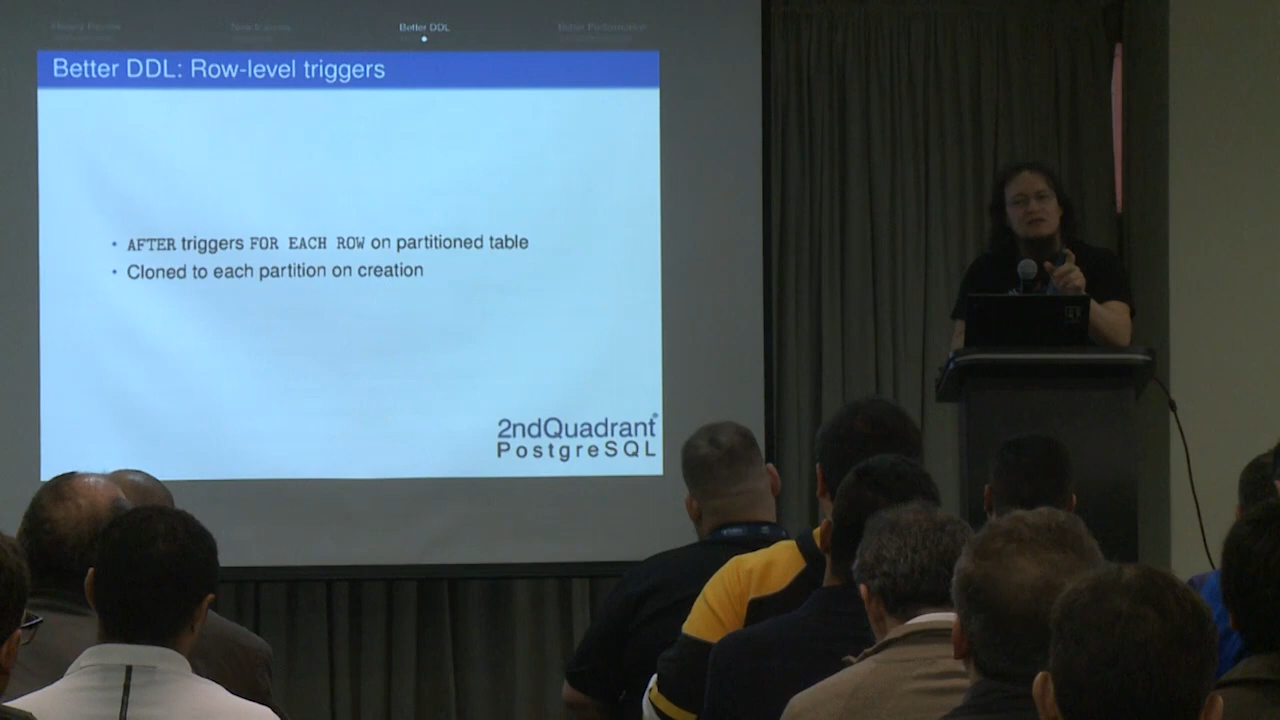 Better DDL
Better DDL: Row-level triggers
• AFTER triggers FOR EACH ROW on partitioned table
• Cloned to each partition on creation
2ndQuadrant®
PostgreSQL